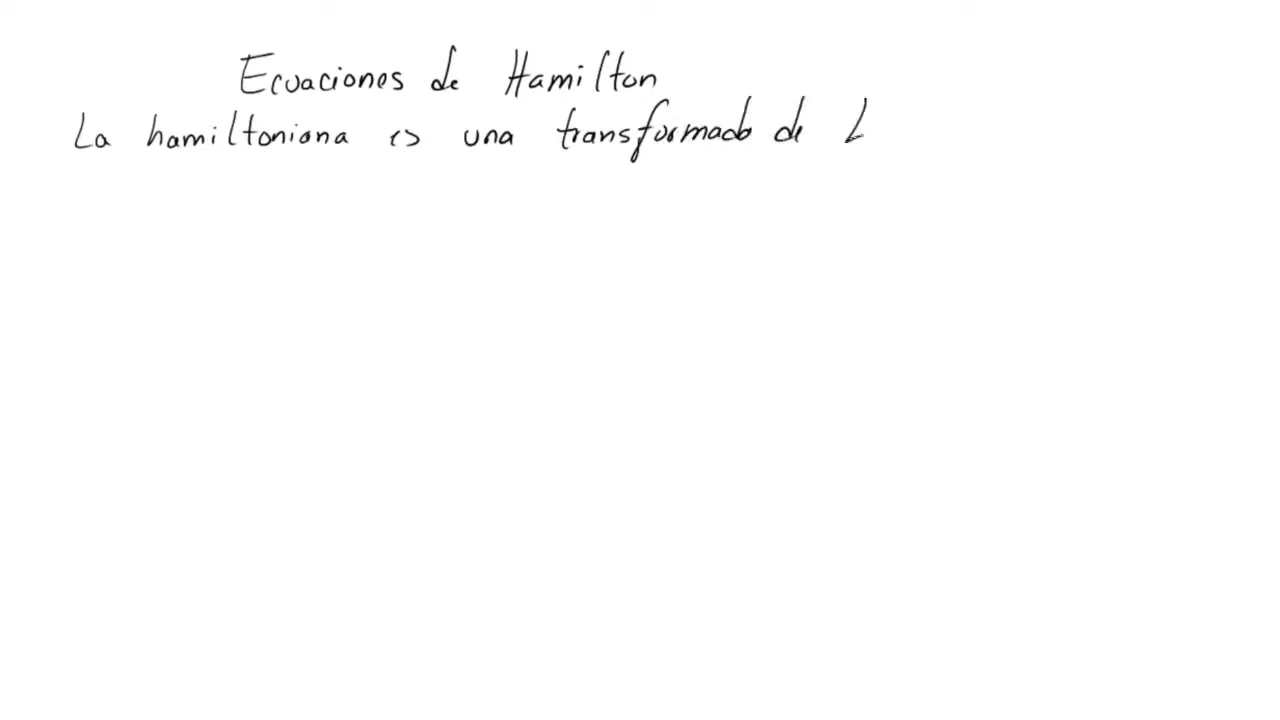 Ecuaciones de Hamilton
La hamiltoniana es una transformada de L